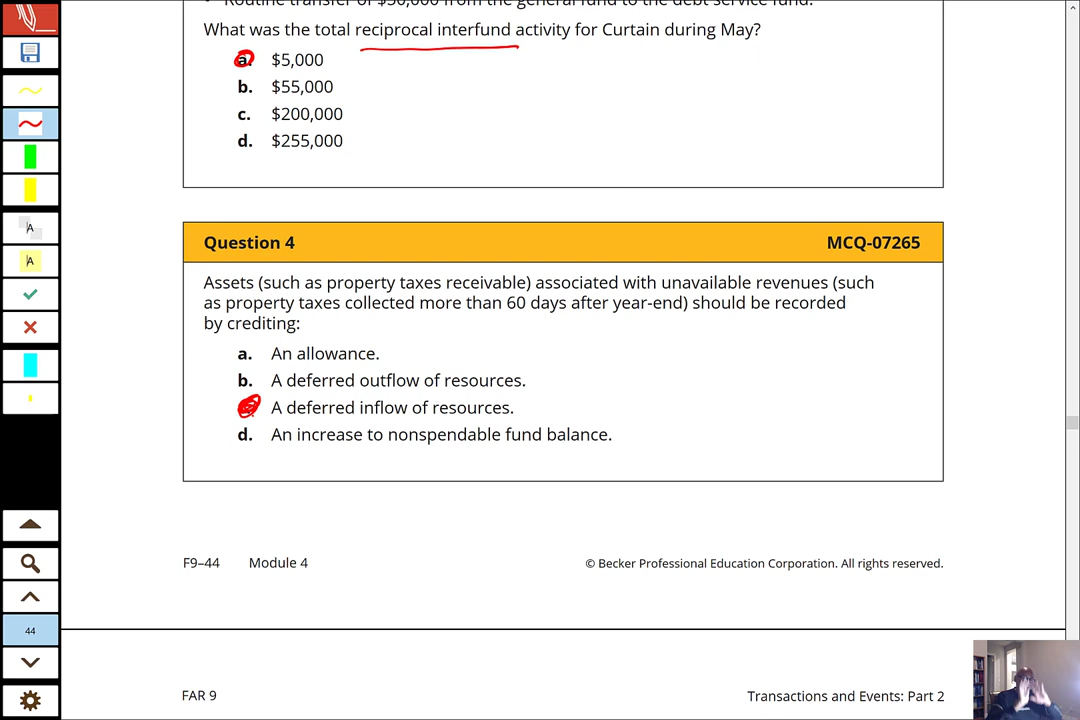 • Routine transfer of $50,000 from the general fund to the debt service fund.
What was the total reciprocal interfund activity for Curtain during May?
a. $5,000
b. $55,000
c. $200,000
d. $255,000
Question 4 MCQ-07265
Assets (such as property taxes receivable) associated with unavailable revenues (such
as property taxes collected more than 60 days after year-end) should be recorded
by crediting:
a. An allowance.
b. A deferred outflow of resources.
A deferred inflow of resources.
d. An increase to nonspendable fund balance.
F9–44 Module 4 © Becker Professional Education Corporation. All rights reserved.
FAR 9 Transactions and Events: Part 2
A
A
44